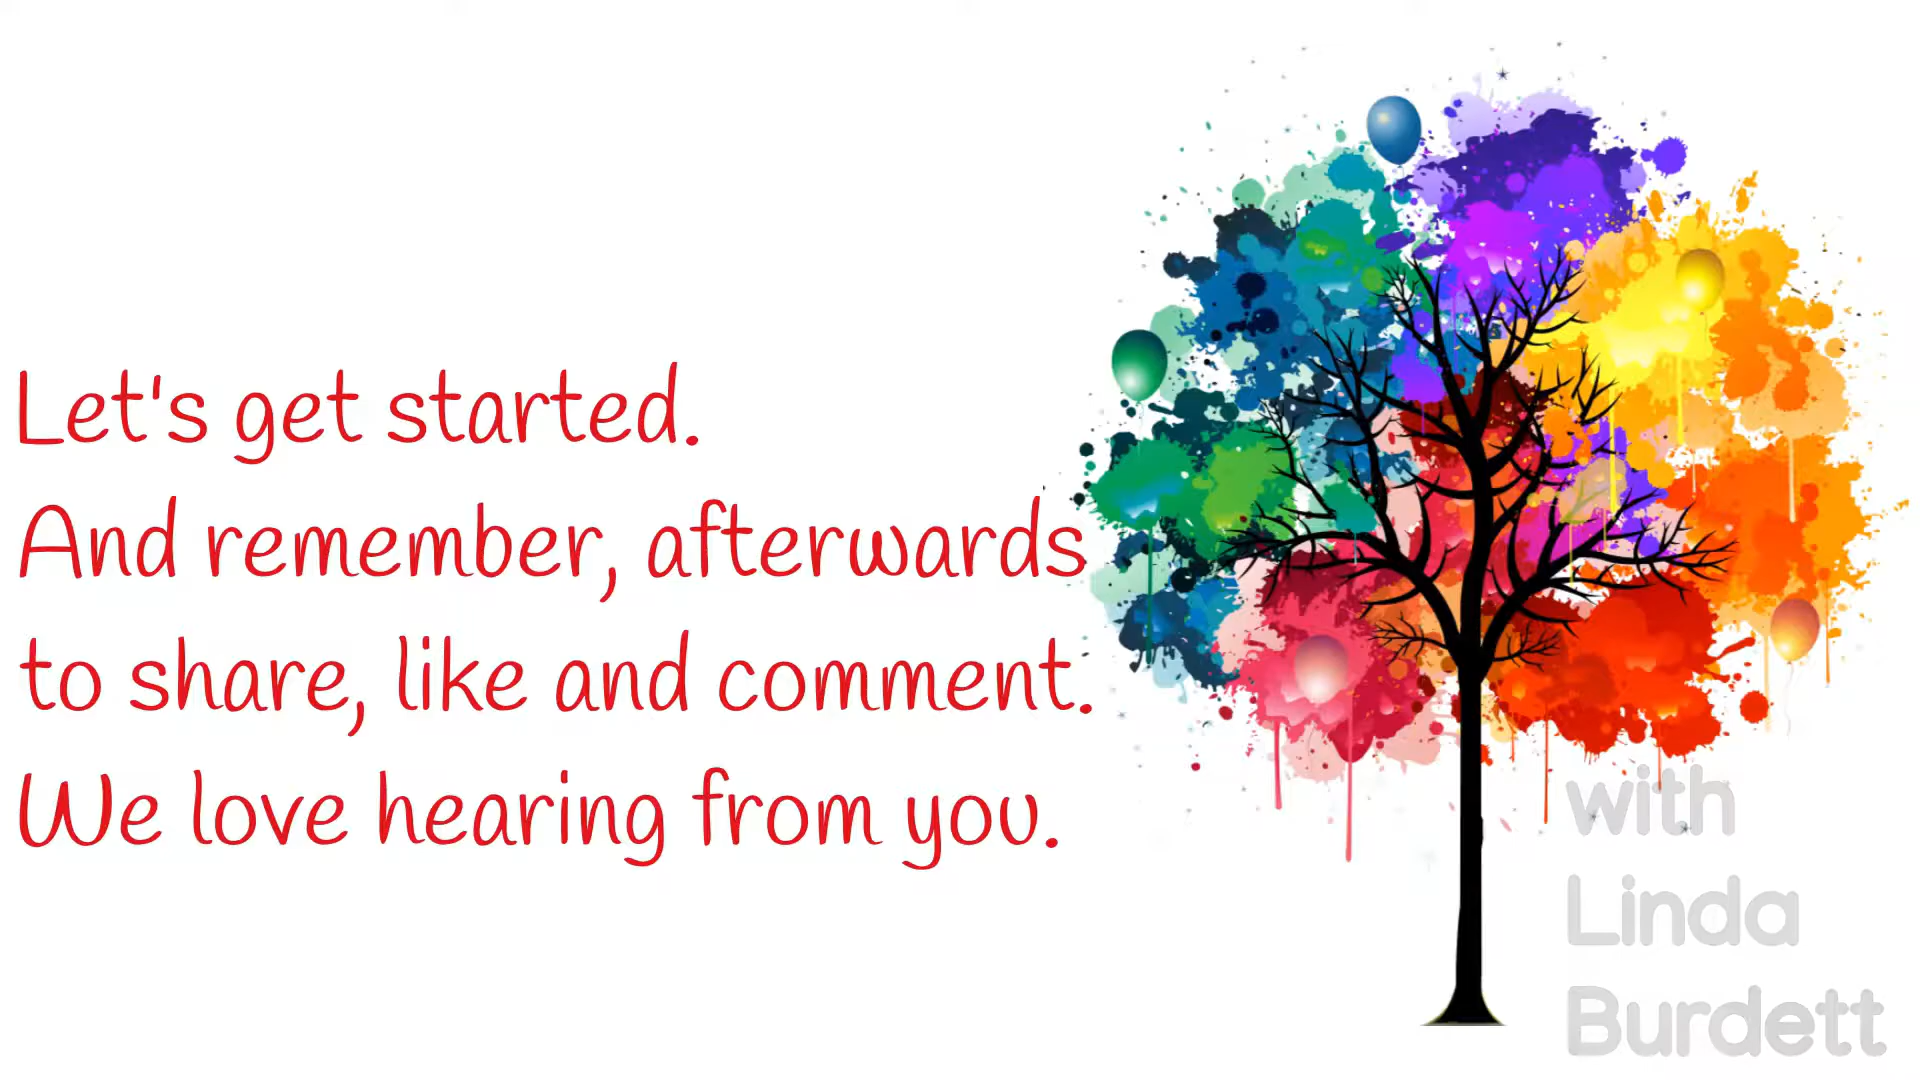 Let's get started.
And remember, afterwards
to share, like and comment.
We love hearing from you.
with
Linda
Burdett